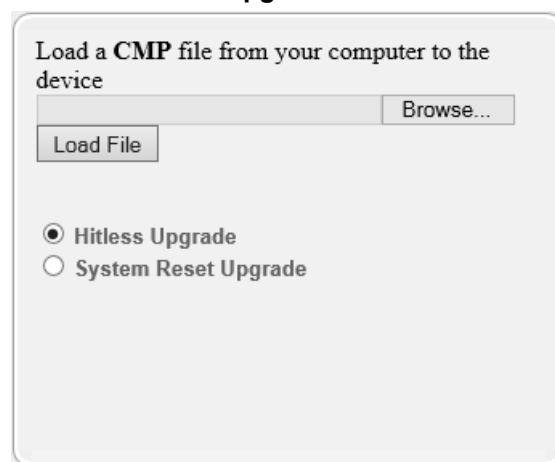 Load a CMP file from your computer to the
device
Browse...
Load File
Hitless Upgrade
System Reset Upgrade